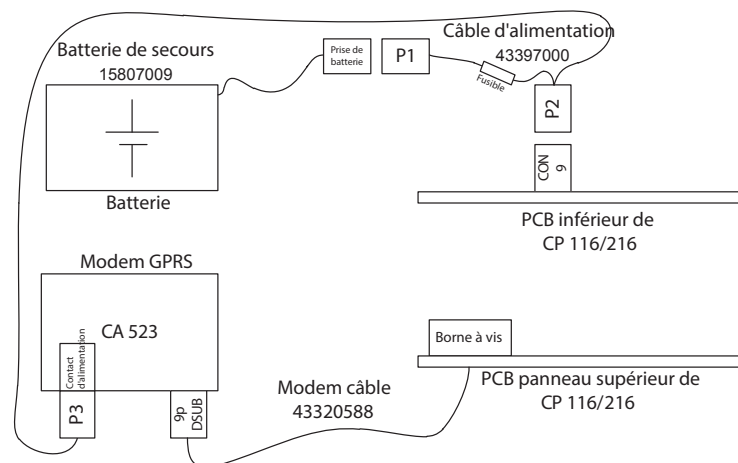 Câble d'alimentation
43397000
Batterie de secours
15807009
Prise de
batterie
P1
Fusible
P2
CON
9
Batterie
PCB inférieur de
CP 116/216
Modem GPRS
CA 523
Contact
d'alimentation
P3
9p
DSUB
Borne à vis
Modem câble
43320588
PCB panneau supérieur de
CP 116/216